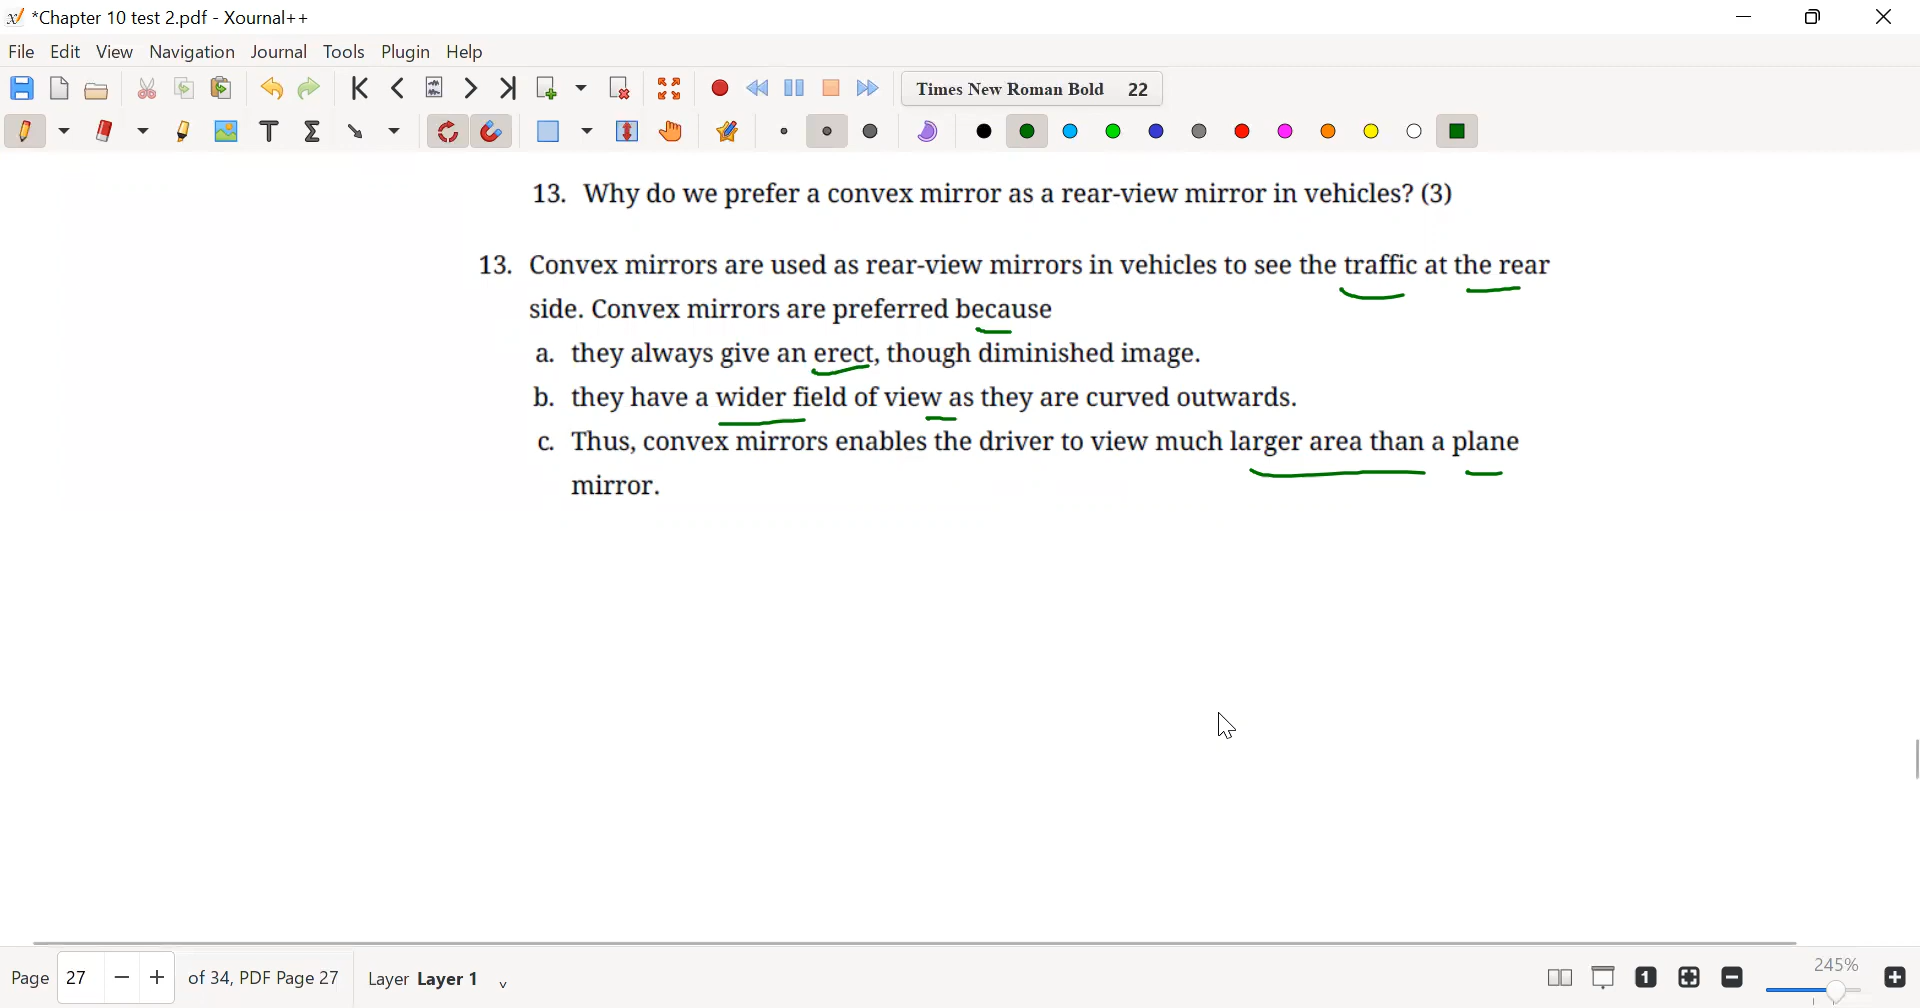 *Chapter 10 test 2.pdf - Xournal++
File Edit View Navigation Journal Tools Plugin Help
Times New Roman Bold 22
13. Why do we prefer a convex mirror as a rear-view mirror in vehicles? (3)
13. Convex mirrors are used as rear-view mirrors in vehicles to see the traffic at the rear
side. Convex mirrors are preferred because
a. they always give an erect, though diminished image.
b. they have a wider field of view as they are curved outwards.
c. Thus, convex mirrors enables the driver to view much larger area than a plane
mirror.
Page 27 of 34, PDF Page 27 Layer Layer 1 245%